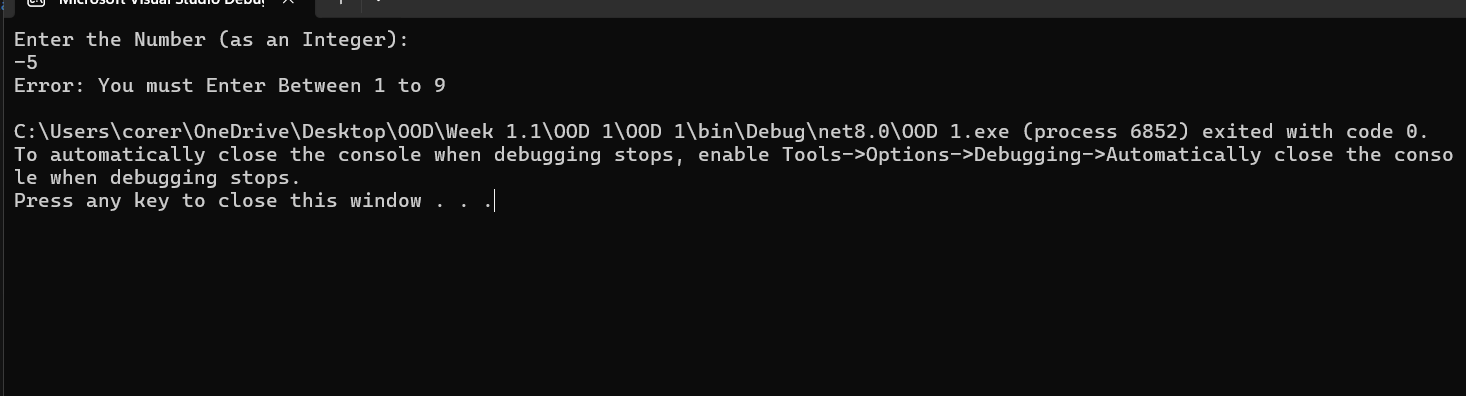 Microsoft Visual Studio Debug
Enter the Number (as an Integer):
-5
Error: You must Enter Between 1 to 9
C:\Users\corer\OneDrive\Desktop\OOD\Week 1.1\OOD 1\OOD 1\bin\Debug\net8.0\OOD 1.exe (process 6852) exited with code 0.
To automatically close the console when debugging stops, enable Tools->Options->Debugging->Automatically close the conso
le when debugging stops.
Press any key to close this window . . .